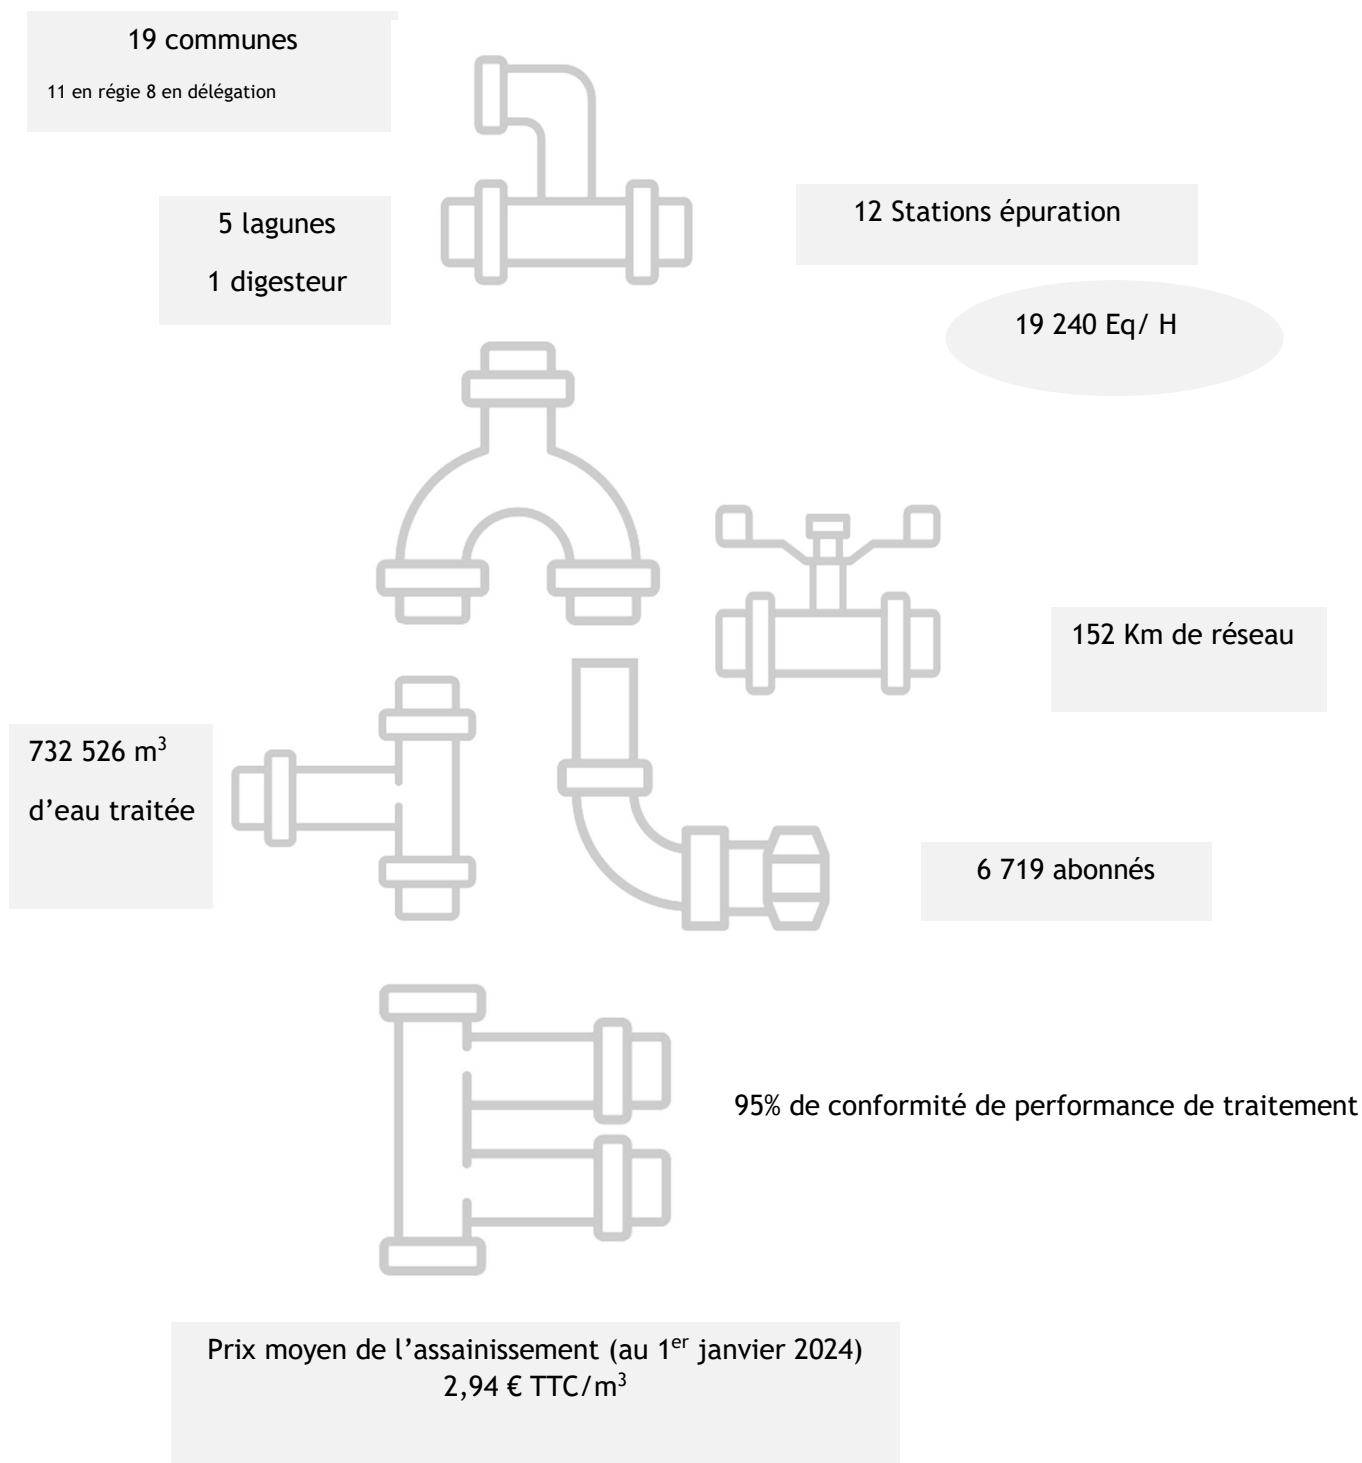 19 communes
11 en régie 8 en délégation
5 lagunes
1 digesteur
12 Stations épuration
19 240 Eq/ H
152 Km de réseau
732 526 m³
d’eau traitée
6 719 abonnés
95% de conformité de performance de traitement
Prix moyen de l’assainissement (au 1er janvier 2024)
2,94 € TTC/m³